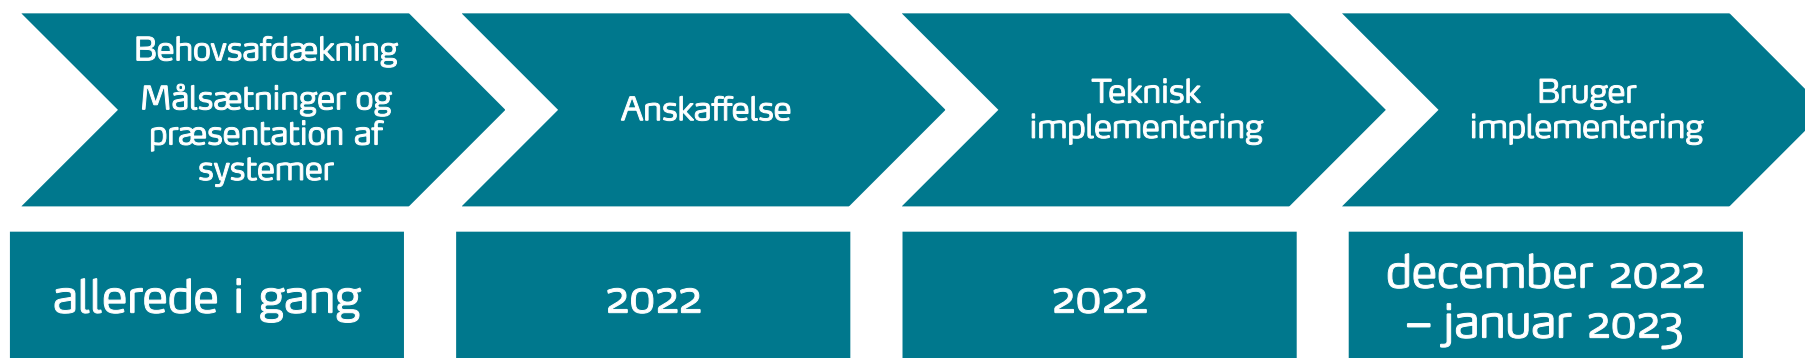 Behovsafdækning
Målsætninger og
præsentation af
systemer
Anskaffelse
Teknisk
implementering
Bruger
implementering
allerede i gang
2022
2022
december 2022
– januar 2023